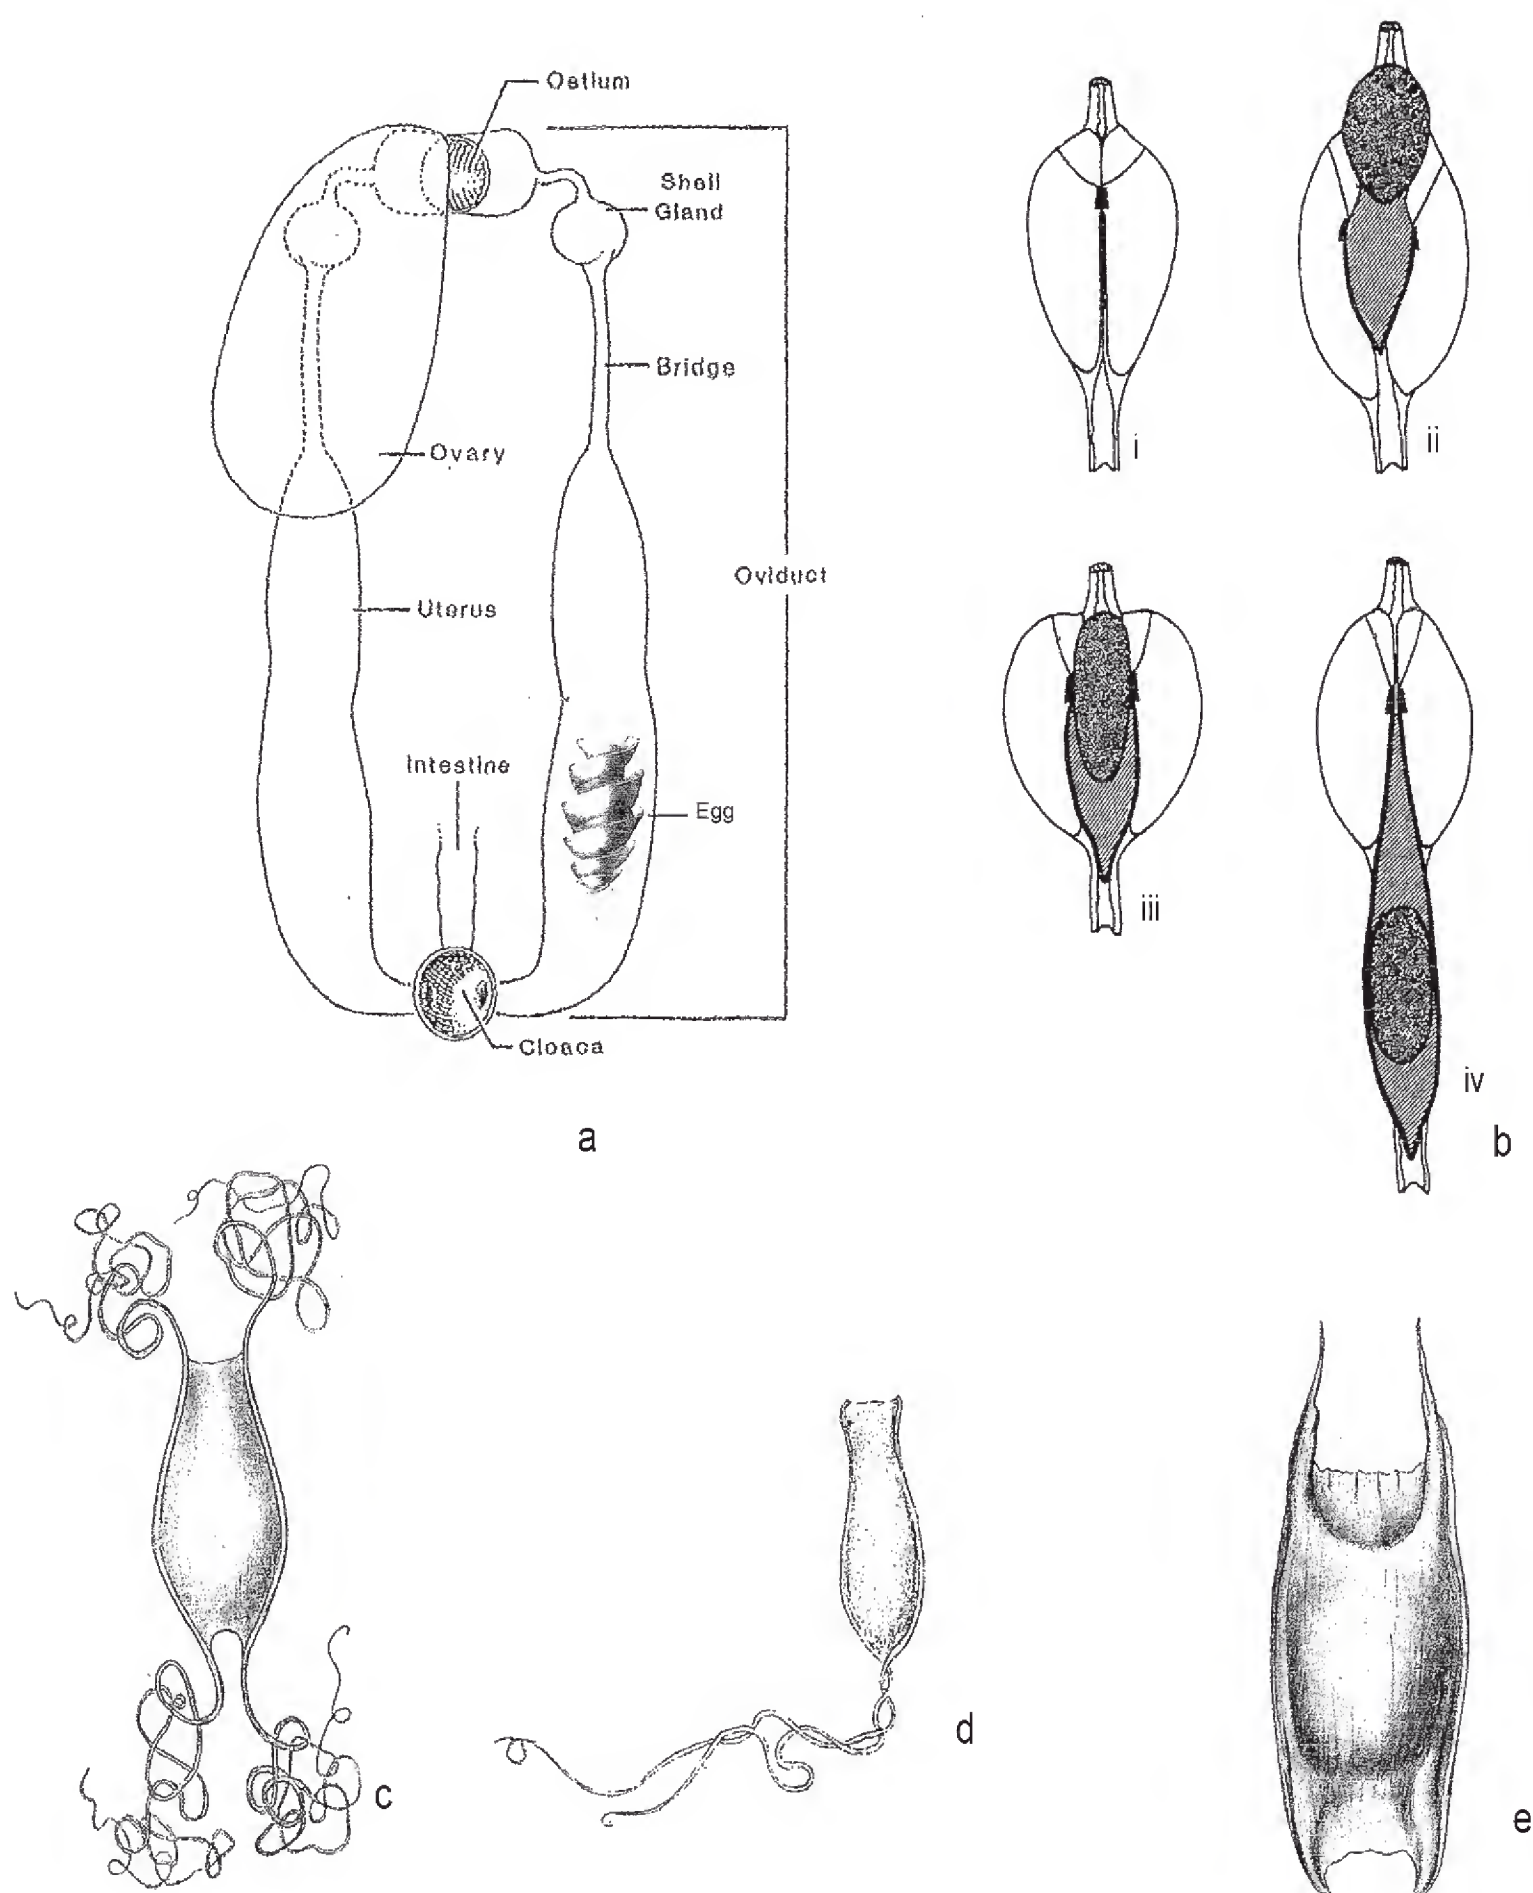 Ostium
Shell
Gland
Bridge
Ovary
Oviduct
Uterus
Intestine
Egg
Cloaca
a
i
ii
iii
iv
b
c
d
e